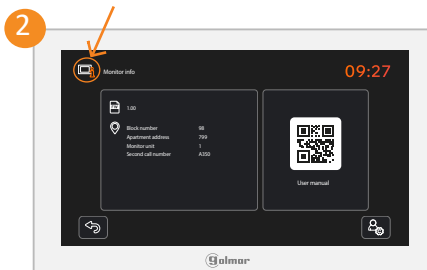 2
Monitor info
09:27
1.00
Block number 98
Apartment address 799
Monitor unit 1
Second call number A350
User manual
golmar